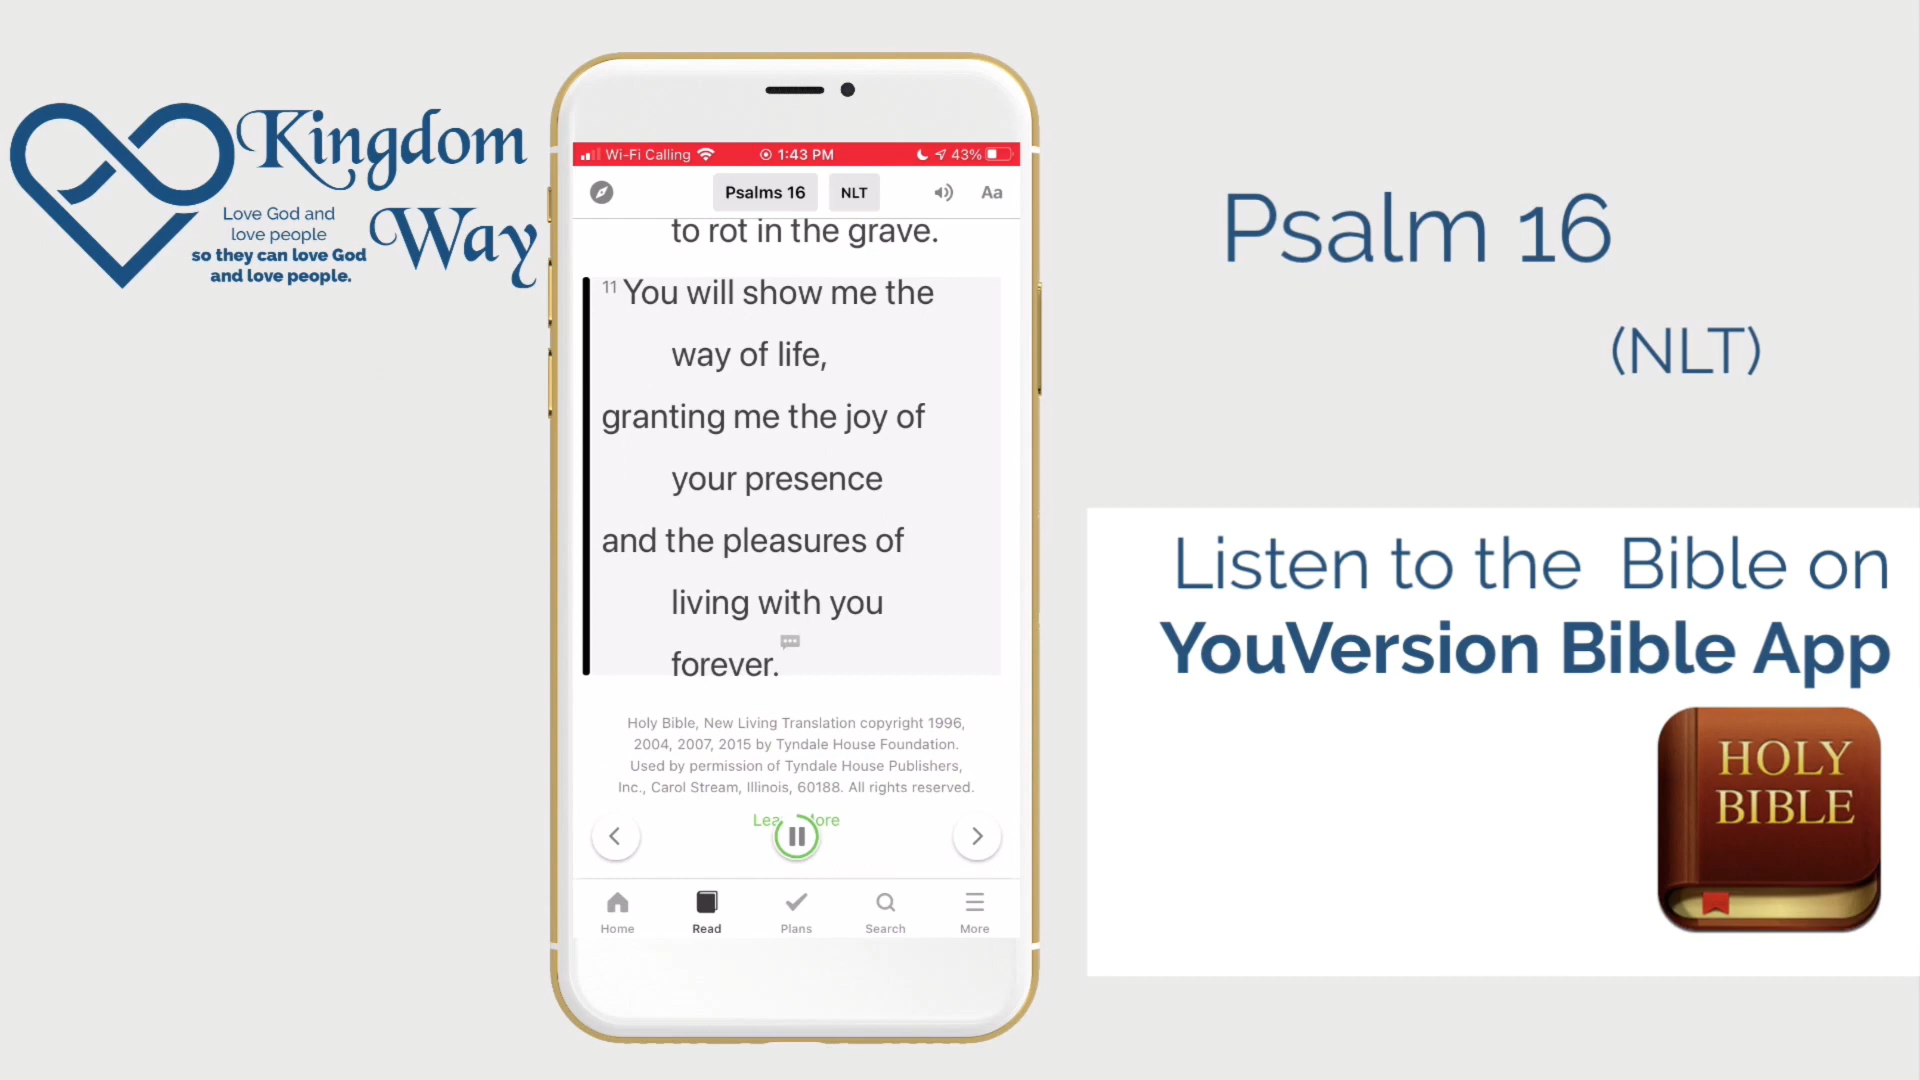 Kingdom
Way
Love God and
love people
so they can love God
and love people.
Wi-Fi Calling 1:43 PM 43%
Psalms 16 NLT Aa
to rot in the grave.
11 You will show me the
way of life,
granting me the joy of
your presence
and the pleasures of
living with you
forever.
Holy Bible, New Living Translation copyright 1996,
2004, 2007, 2015 by Tyndale House Foundation.
Used by permission of Tyndale House Publishers,
Inc., Carol Stream, Illinois, 60188. All rights reserved.
Home Read Plans Search More
Psalm 16
(NLT)
Listen to the Bible on
YouVersion Bible App
HOLY
BIBLE